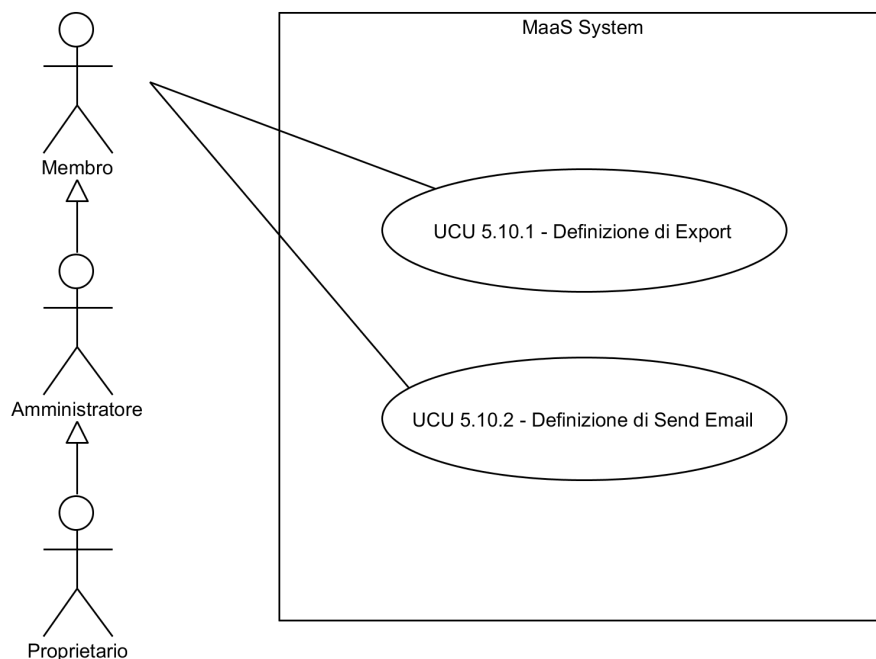 MaaS System
Membro
UCU 5.10.1 - Definizione di Export
Amministratore
UCU 5.10.2 - Definizione di Send Email
Proprietario